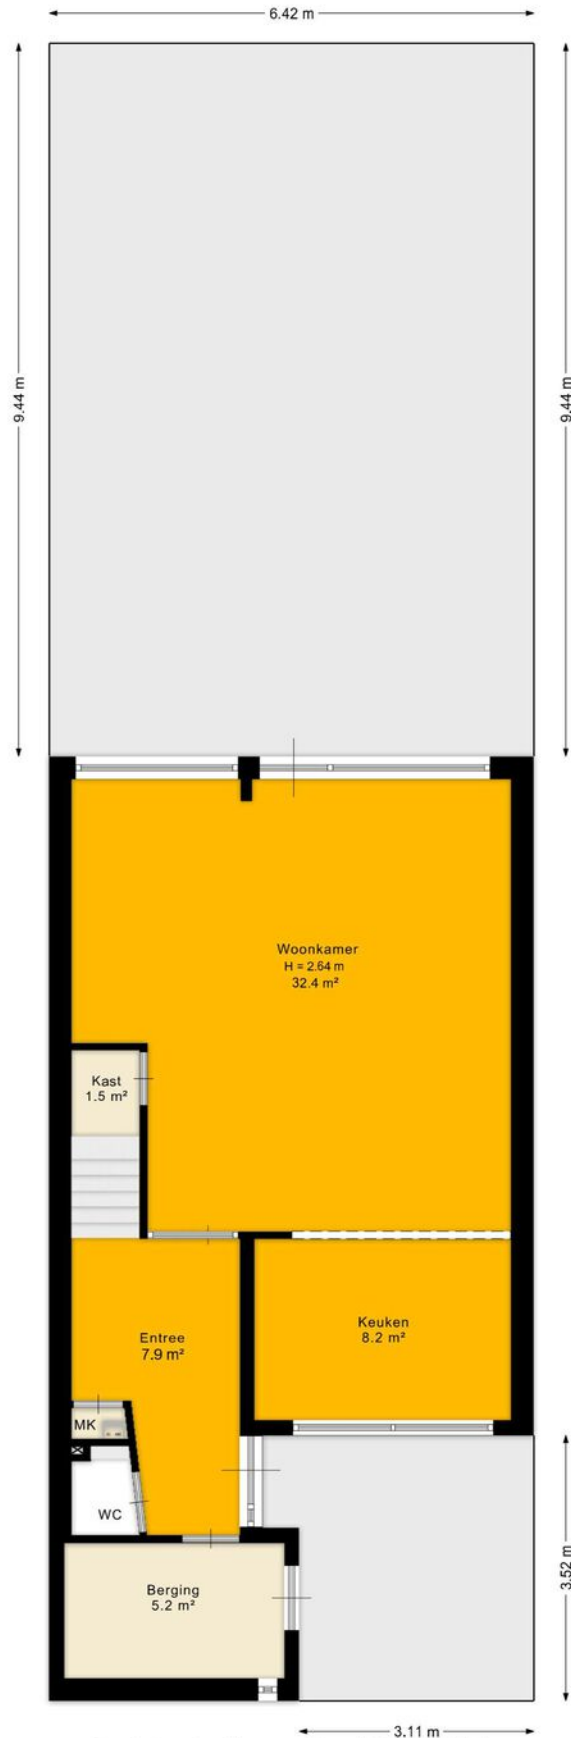 6.42 m
9.44 m
9.44 m
Woonkamer
H = 2.64 m
32.4 m²
Kast
1.5 m²
Entree
7.9 m²
Keuken
8.2 m²
MK
WC
Berging
5.2 m²
3.52 m
3.11 m